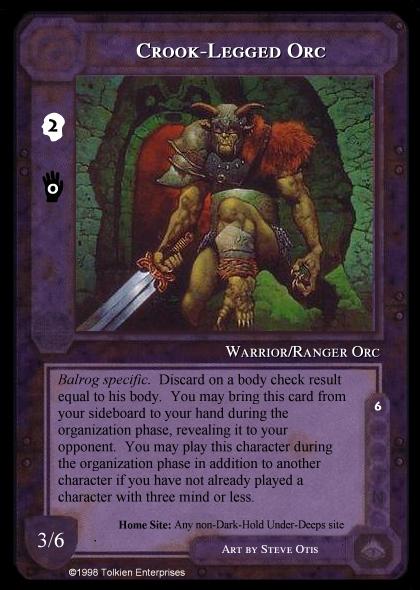 Crook-Legged Orc
2
0
Warrior/Ranger Orc
Balrog specific. Discard on a body check result
equal to his body. You may bring this card from
your sideboard to your hand during the
organization phase, revealing it to your
opponent. You may play this character during
the organization phase in addition to another
character if you have not already played a
character with three mind or less.
6
Home Site: Any non-Dark-Hold Under-Deeps site
3/6
Art by Steve Otis
©1998 Tolkien Enterprises